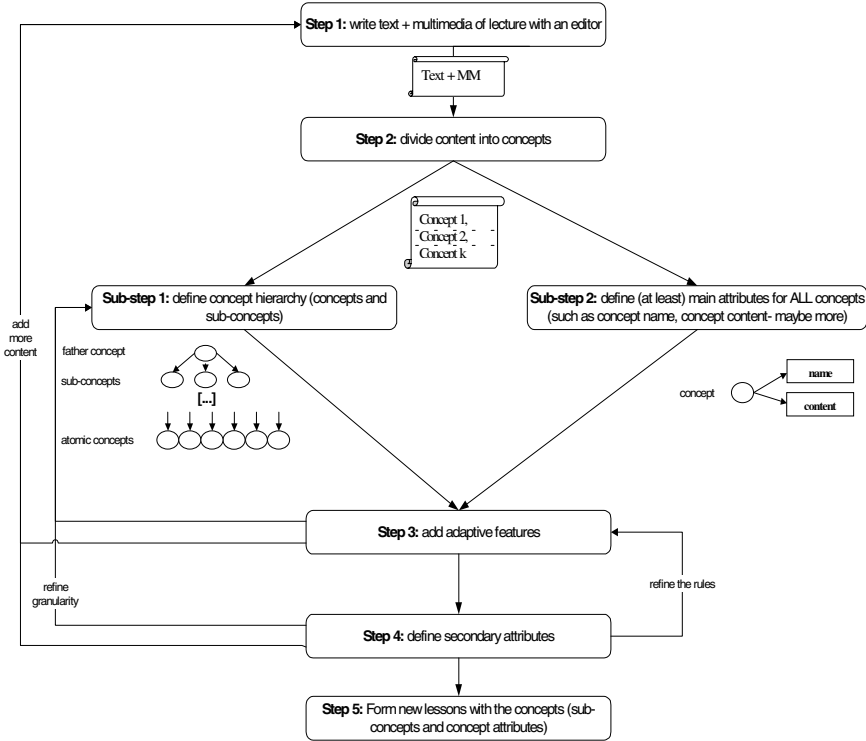 Step 1: write text + multimedia of lecture with an editor
Text + MM
Step 2: divide content into concepts
Concept 1,
Concept 2,
Concept k
Sub-step 1: define concept hierarchy (concepts and
sub-concepts)
Sub-step 2: define (at least) main attributes for ALL concepts
(such as concept name, concept content- maybe more)
add
more
content
father concept
sub-concepts
[...]
atomic concepts
concept
name
content
Step 3: add adaptive features
refine
granularity
refine the rules
Step 4: define secondary attributes
Step 5: Form new lessons with the concepts (sub-
concepts and concept attributes)